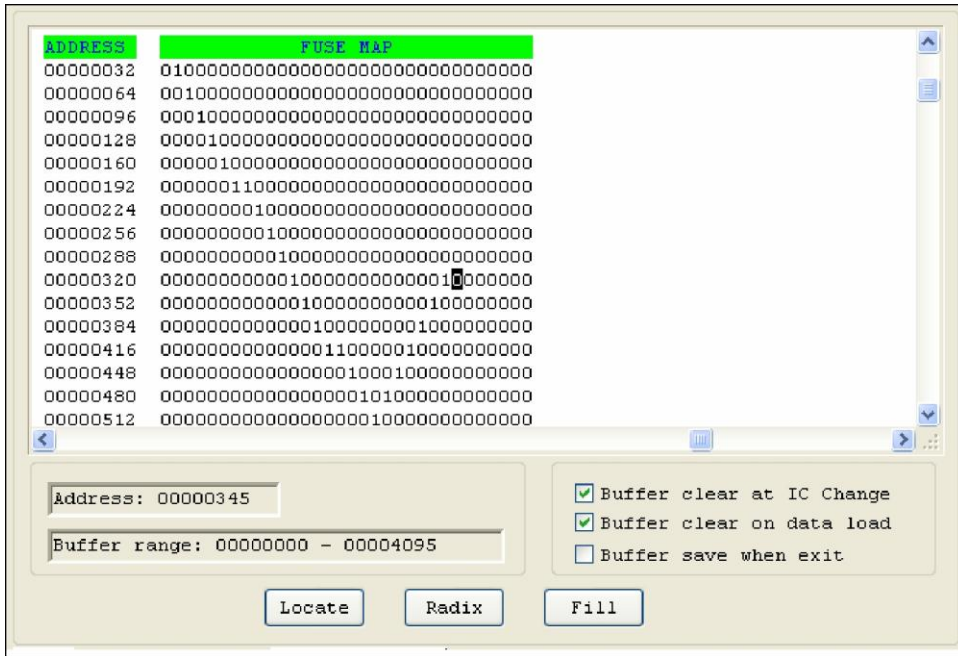 ADDRESS FUSE MAP
00000032 01000000000000000000000000000000
00000064 00100000000000000000000000000000
00000096 00010000000000000000000000000000
00000128 00001000000000000000000000000000
00000160 00000100000000000000000000000000
00000192 00000011000000000000000000000000
00000224 00000000100000000000000000000000
00000256 00000000010000000000000000000000
00000288 00000000001000000000000000000000
00000320 00000000000100000000000010000000
00000352 00000000000010000000000100000000
00000384 00000000000001000000001000000000
00000416 00000000000000110000010000000000
00000448 00000000000000001000100000000000
00000480 00000000000000000101000000000000
00000512 00000000000000000010000000000000
Address: 00000345
Buffer range: 00000000 - 00004095
Buffer clear at IC Change
Buffer clear on data load
Buffer save when exit
Locate Radix Fill